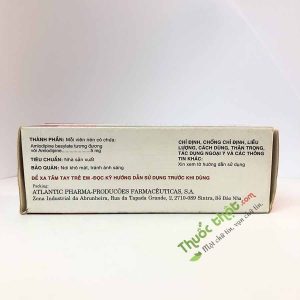 THÀNH PHẦN: Mỗi viên nén có chứa:
Amlodipine besylate tương đương
với Amlodipine....................5 mg
TIÊU CHUẨN: Nhà sản xuất
BẢO QUẢN: Nơi khô mát, tránh ánh sáng
CHỈ ĐỊNH, CHỐNG CHỈ ĐỊNH, LIỀU
LƯỢNG, CÁCH DÙNG, THẬN TRỌNG,
TÁC DỤNG NGOẠI Ý VÀ CÁC THÔNG
TIN KHÁC:
Xin xem tờ hướng dẫn sử dụng
ĐỂ XA TẦM TAY TRẺ EM -ĐỌC KỸ HƯỚNG DẪN SỬ DỤNG TRƯỚC KHI DÙNG
ATLANTIC PHARMA-PRODUCÕES FARMACÊUTICAS, S.A.
Zona Industrial da Abrunheira, Rua da Tapada Grande, 2, 2710-089 Sintra, Bồ Đào Nha
Thuốc thật.com